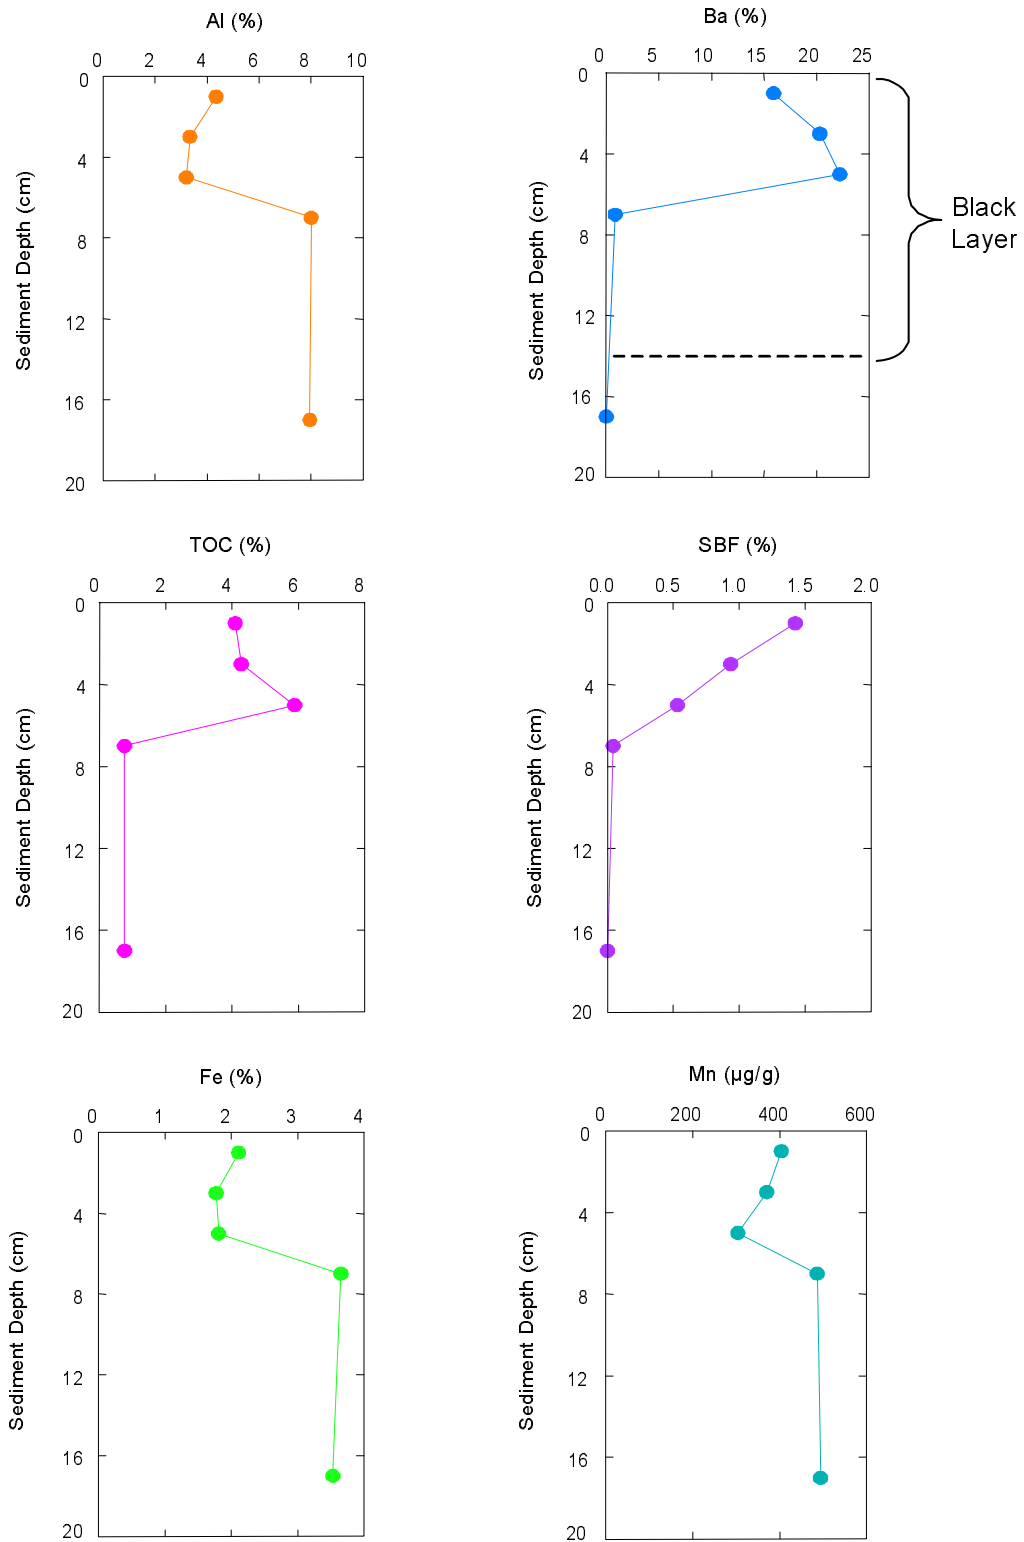 Al (%)
0 2 4 6 8 10
0
4
8
12
16
20
Sediment Depth (cm)
Ba (%)
0 5 10 15 20 25
0
4
8
12
16
20
Sediment Depth (cm)
Black
Layer
TOC (%)
0 2 4 6 8
0
4
8
12
16
20
Sediment Depth (cm)
SBF (%)
0.0 0.5 1.0 1.5 2.0
0
4
8
12
16
20
Sediment Depth (cm)
Fe (%)
0 1 2 3 4
0
4
8
12
16
20
Sediment Depth (cm)
Mn (µg/g)
0 200 400 600
0
4
8
12
16
20
Sediment Depth (cm)